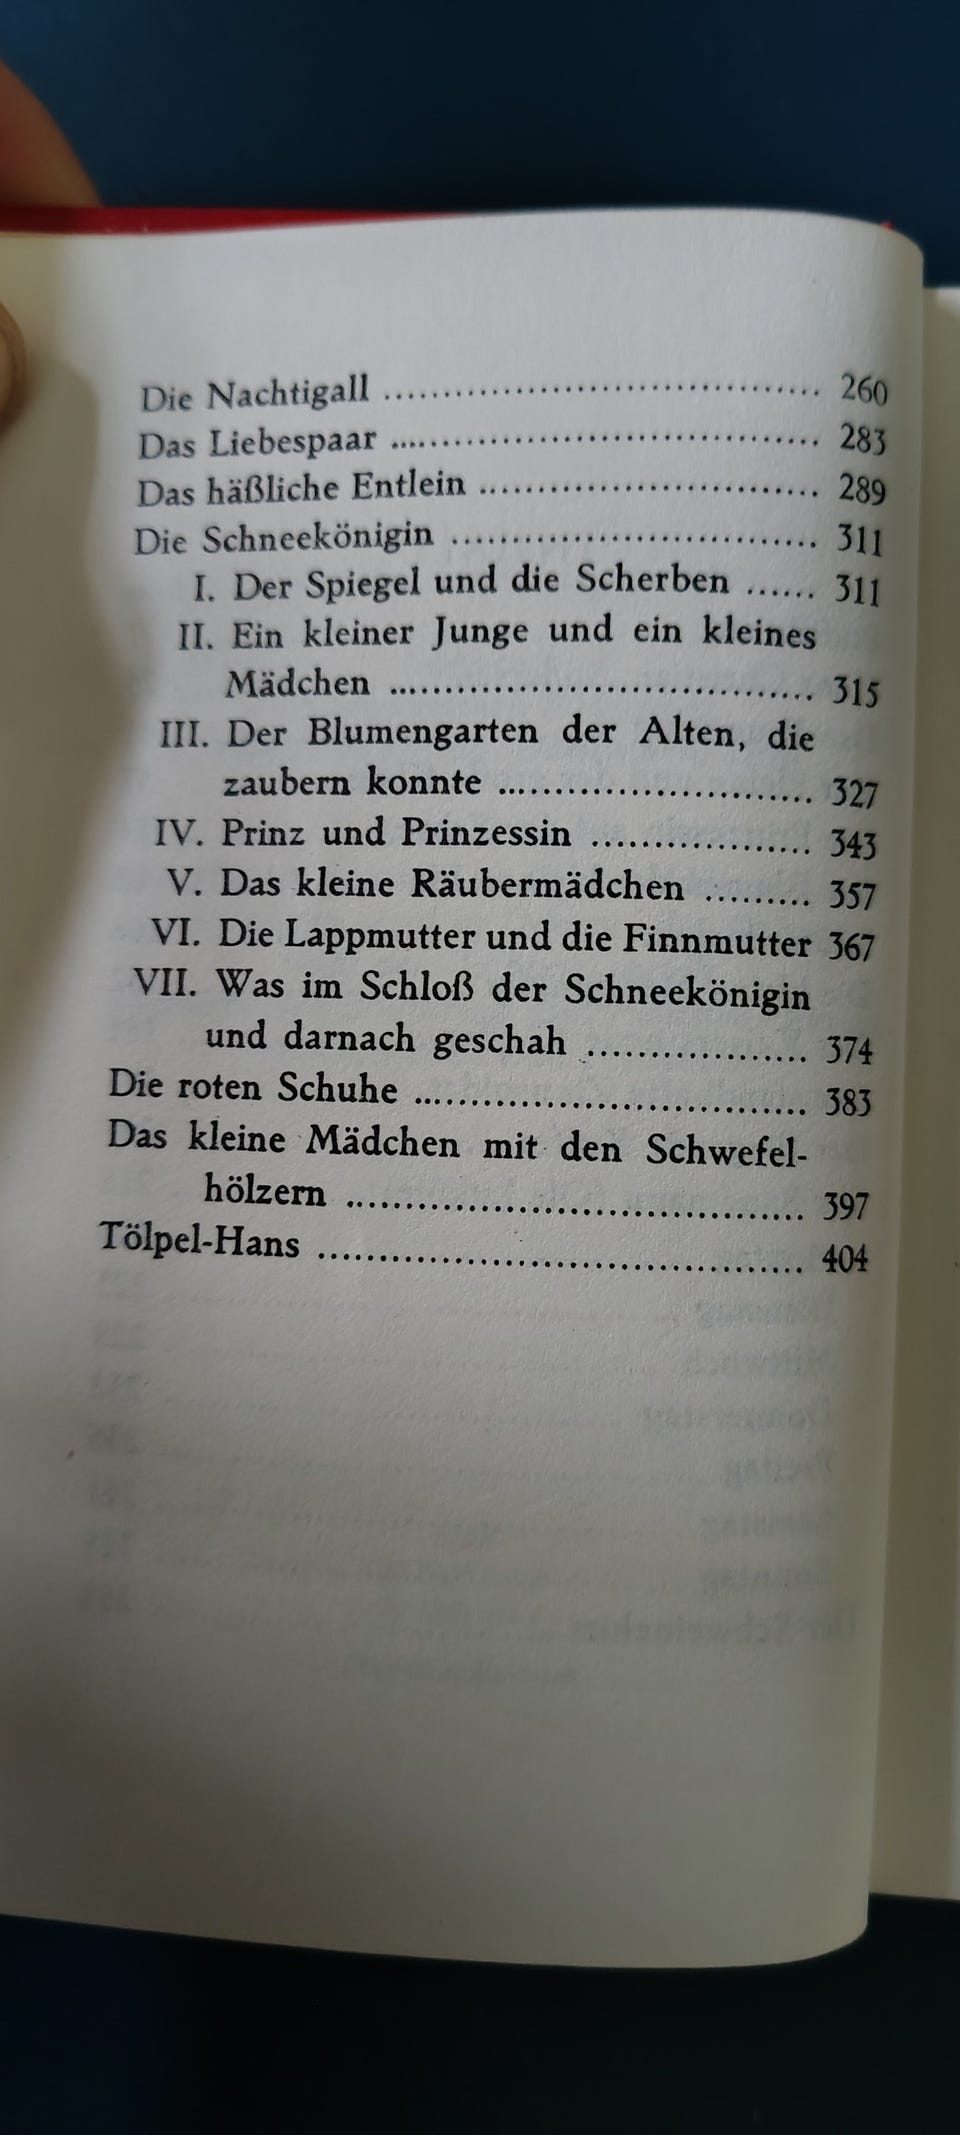 Die Nachtigall ........................................ 260
Das Liebespaar ........................................ 283
Das häßliche Entlein ............................. 289
Die Schneekönigin ................................ 311
I. Der Spiegel und die Scherben ...... 311
II. Ein kleiner Junge und ein kleines
Mädchen ....................................... 315
III. Der Blumengarten der Alten, die
zaubern konnte ............................ 327
IV. Prinz und Prinzessin ................... 343
V. Das kleine Räubermädchen ......... 357
VI. Die Lappmutter und die Finnmutter 367
VII. Was im Schloß der Schneekönigin
und darnach geschah ................... 374
Die roten Schuhe .................................... 383
Das kleine Mädchen mit den Schwefel-
hölzern .......................................... 397
Tölpel-Hans ............................................ 404